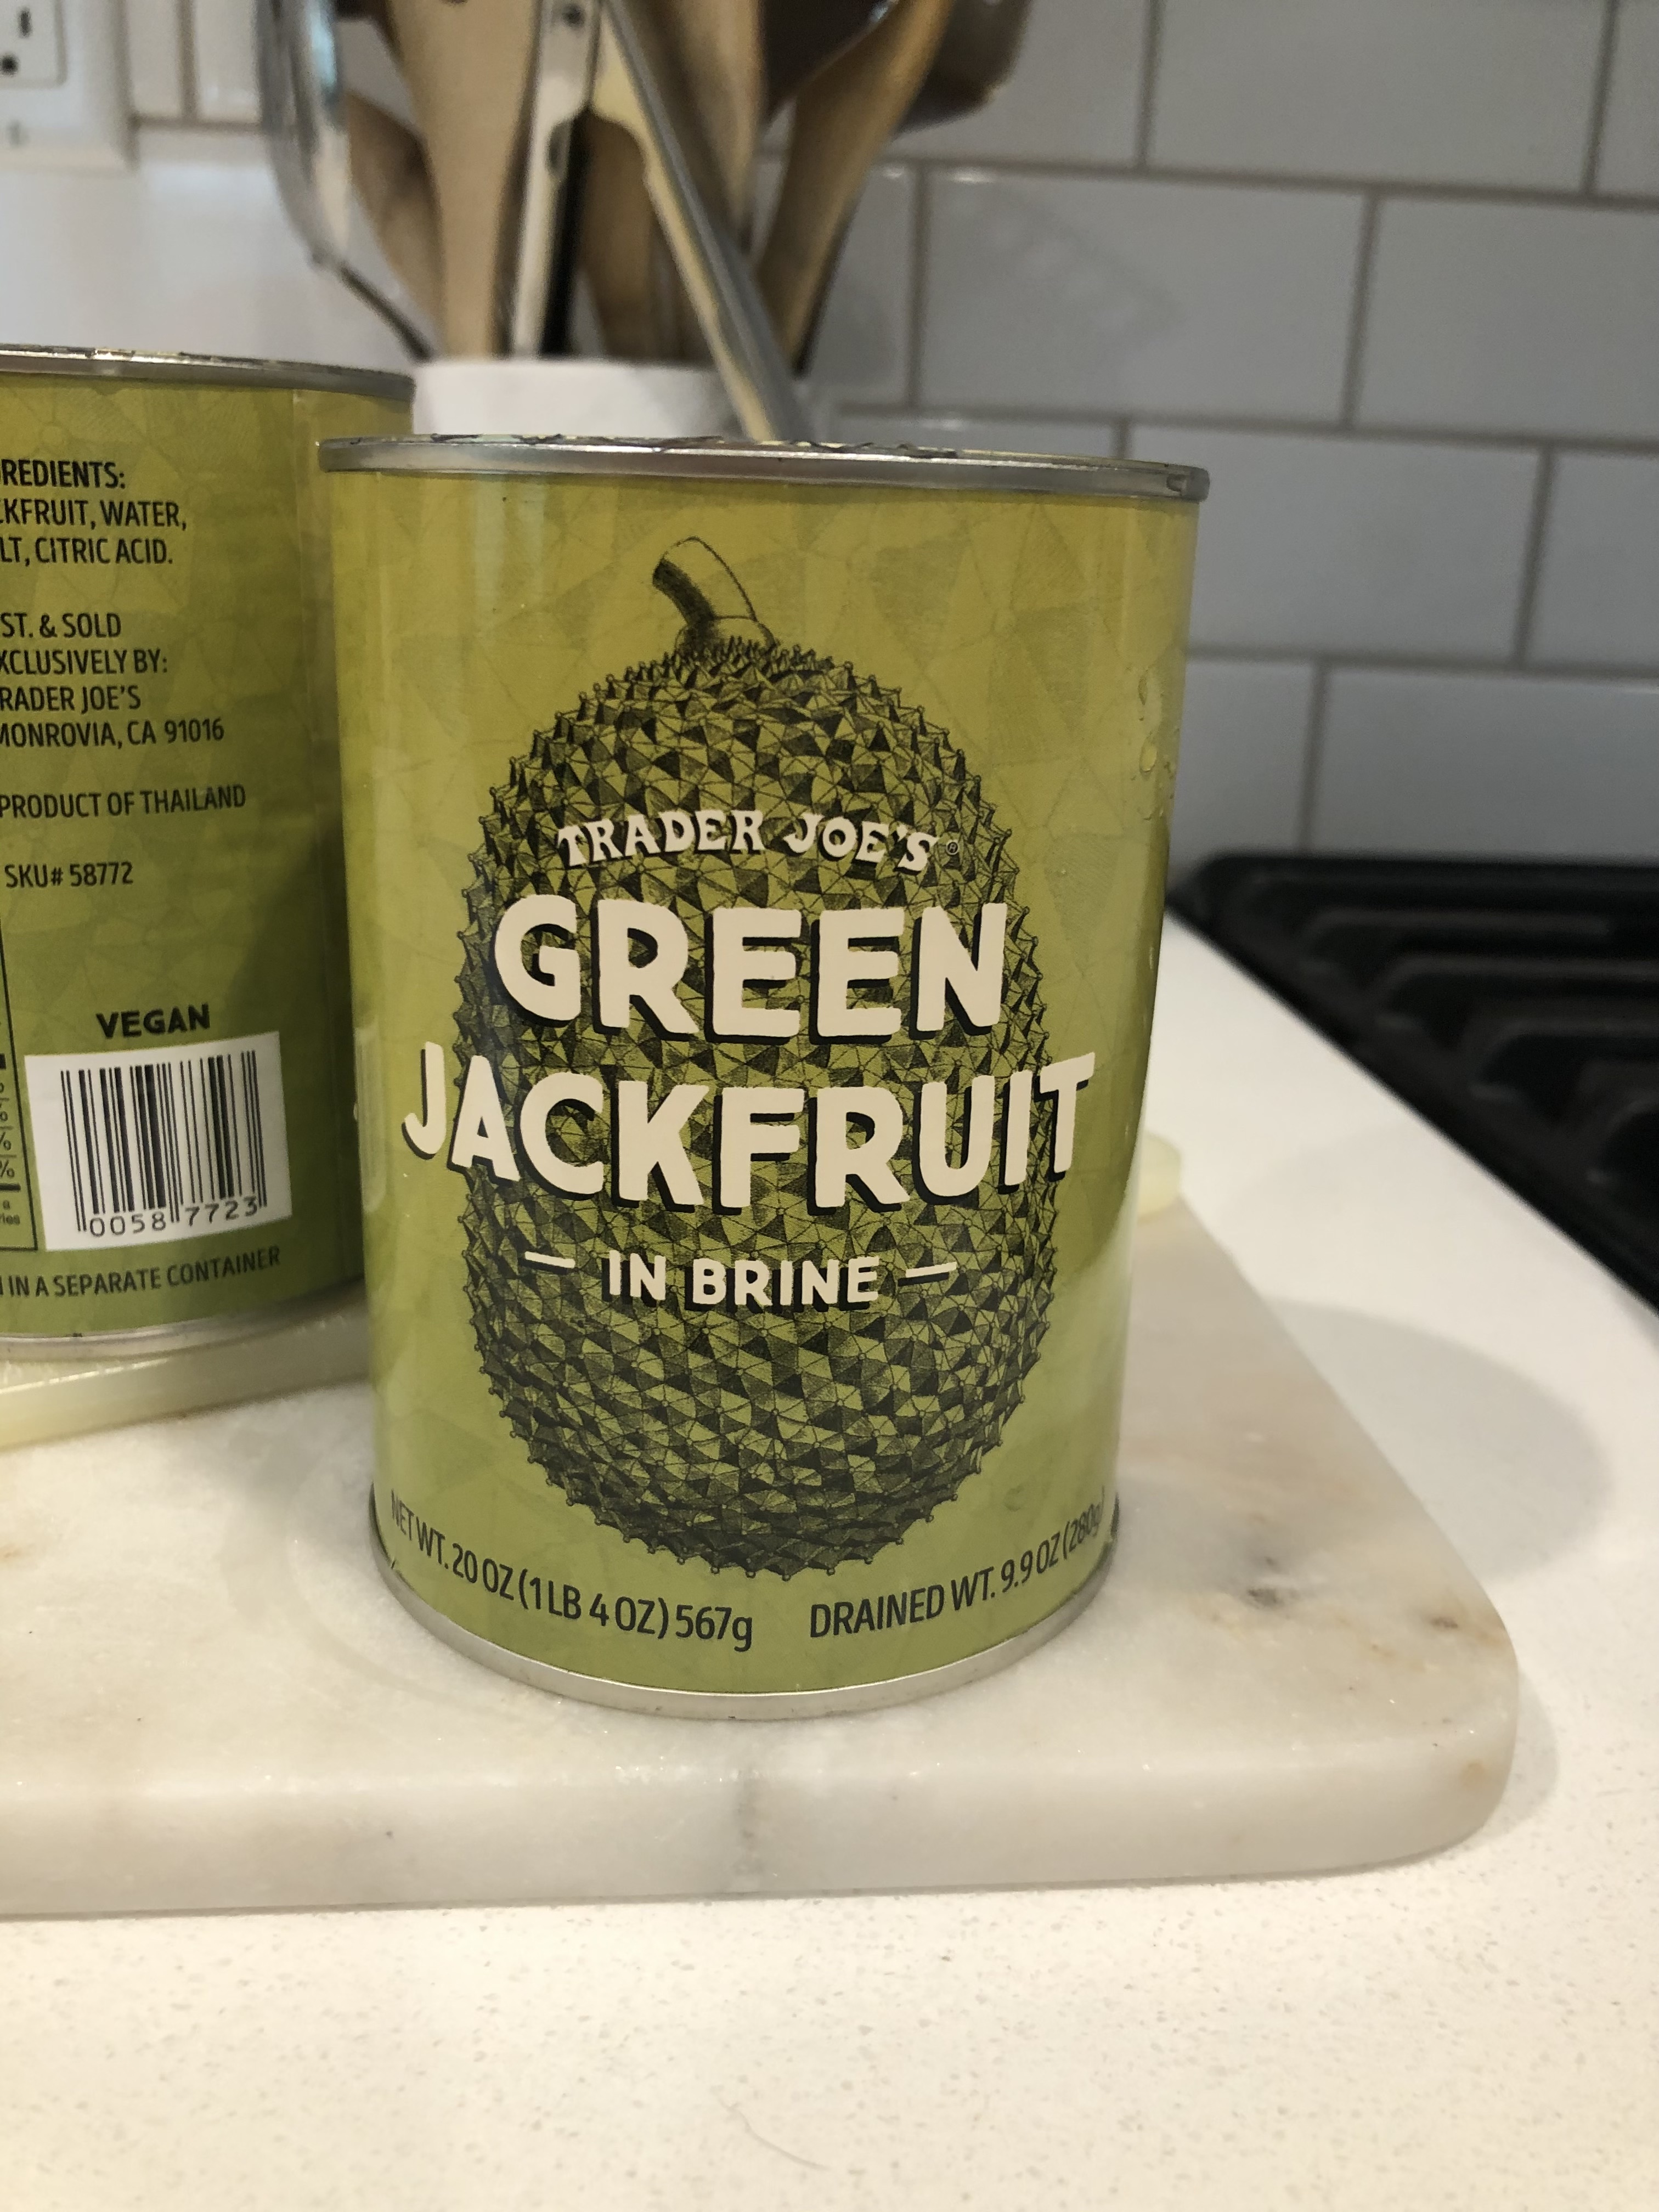 REDIENTS:
CKFRUIT, WATER,
LT, CITRIC ACID.
ST. & SOLD
XCLUSIVELY BY:
RADER JOE'S
MONROVIA, CA 91016
PRODUCT OF THAILAND
SKU# 58772
VEGAN
0058 7723
IN A SEPARATE CONTAINER
TRADER JOE'S®
GREEN
JACKFRUIT
— IN BRINE —
NET WT. 20 OZ (1 LB 4 OZ) 567g
DRAINED WT. 9.9 OZ (280g)